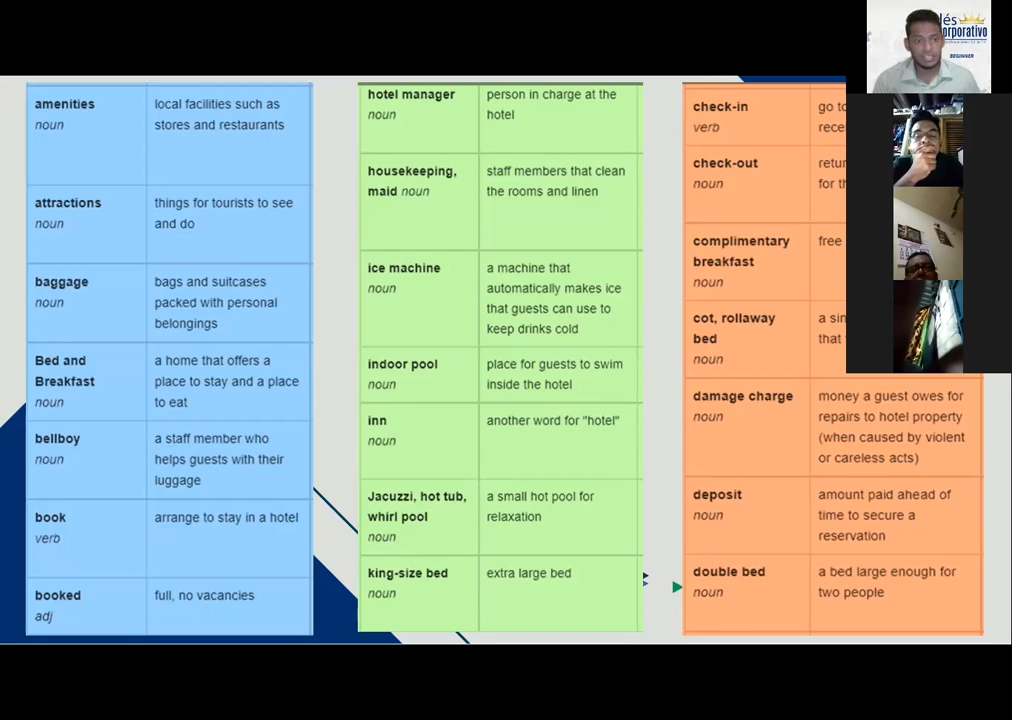 amenities
noun
local facilities such as
stores and restaurants
attractions
noun
things for tourists to see
and do
baggage
noun
bags and suitcases
packed with personal
belongings
Bed and
Breakfast
noun
a home that offers a
place to stay and a place
to eat
bellboy
noun
a staff member who
helps guests with their
luggage
book
verb
arrange to stay in a hotel
booked
adj
full, no vacancies
hotel manager
noun
person in charge at the
hotel
housekeeping,
maid noun
staff members that clean
the rooms and linen
ice machine
noun
a machine that
automatically makes ice
that guests can use to
keep drinks cold
indoor pool
noun
place for guests to swim
inside the hotel
inn
noun
another word for "hotel"
Jacuzzi, hot tub,
whirl pool
noun
a small hot pool for
relaxation
king-size bed
noun
extra large bed
check-in
verb
go to
check-out
noun
complimentary
breakfast
noun
free
cot, rollaway
bed
noun
a
that
damage charge
noun
money a guest owes for
repairs to hotel property
(when caused by violent
or careless acts)
deposit
noun
amount paid ahead of
time to secure a
reservation
double bed
noun
a bed large enough for
two people
BEGINNER